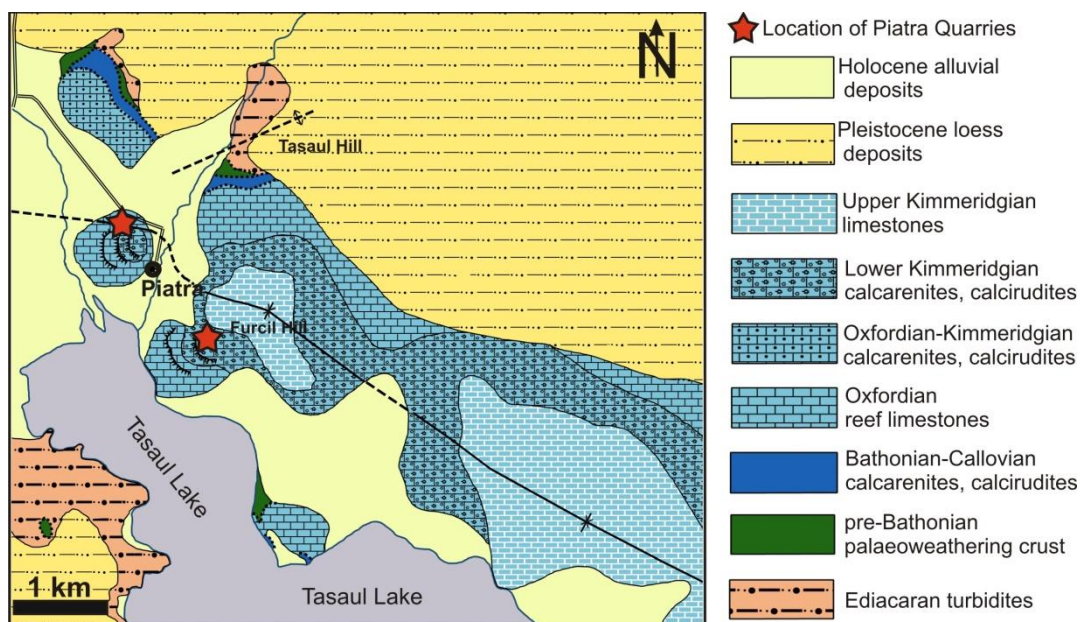 N
Tasaul Hill
Piatra
Furcil Hill
Tasaul Lake
1 km
Tasaul Lake
Location of Piatra Quarries
Holocene alluvial
deposits
Pleistocene loess
deposits
Upper Kimmeridgian
limestones
Lower Kimmeridgian
calcarenites, calcirudites
Oxfordian-Kimmeridgian
calcarenites, calcirudites
Oxfordian
reef limestones
Bathonian-Callovian
calcarenites, calcirudites
pre-Bathonian
palaeoweathering crust
Ediacaran turbidites